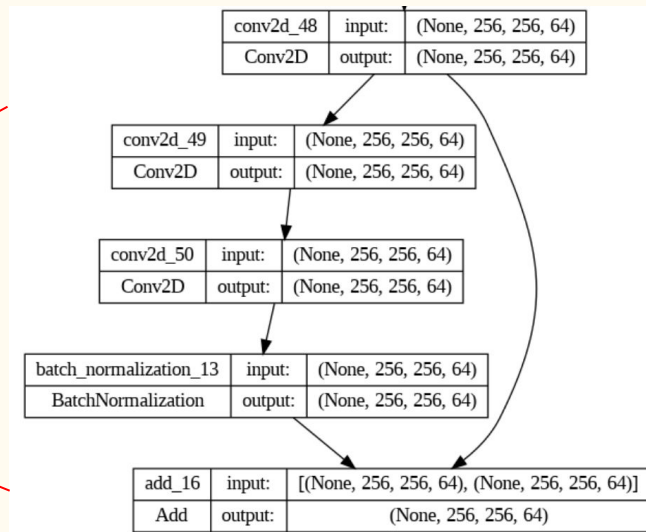 conv2d_48 input: (None, 256, 256, 64)
Conv2D output: (None, 256, 256, 64)
conv2d_49 input: (None, 256, 256, 64)
Conv2D output: (None, 256, 256, 64)
conv2d_50 input: (None, 256, 256, 64)
Conv2D output: (None, 256, 256, 64)
batch_normalization_13 input: (None, 256, 256, 64)
BatchNormalization output: (None, 256, 256, 64)
add_16 input: [(None, 256, 256, 64), (None, 256, 256, 64)]
Add output: (None, 256, 256, 64)